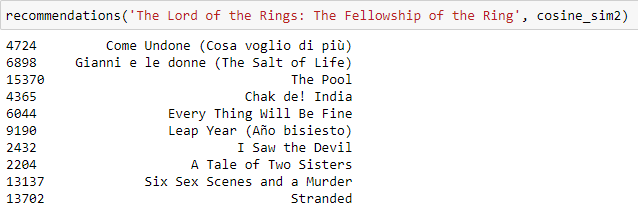 recommendations('The Lord of the Rings: The Fellowship of the Ring', cosine_sim2)
4724 Come Undone (Cosa voglio di più)
6898 Gianni e le donne (The Salt of Life)
15370 The Pool
4365 Chak de! India
6044 Every Thing Will Be Fine
9190 Leap Year (Año bisiesto)
2432 I Saw the Devil
2204 A Tale of Two Sisters
13137 Six Sex Scenes and a Murder
13702 Stranded